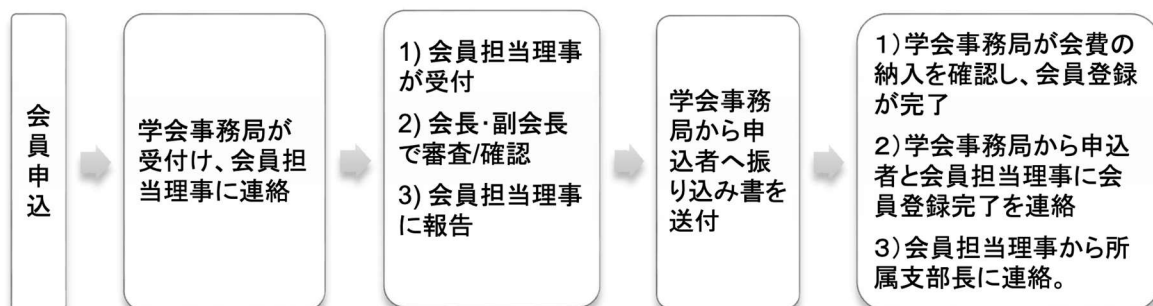 会員申込
学会事務局が
受付け、会員担
当理事に連絡
1) 会員担当理事
が受付
2) 会長・副会長
で審査/確認
3) 会員担当理事
に報告
学会事務
局から申
込者へ振
り込み書を
送付
1）学会事務局が会費の
納入を確認し、会員登録
が完了
2）学会事務局から申込
者と会員担当理事に会
員登録完了を連絡
3）会員担当理事から所
属支部長に連絡。